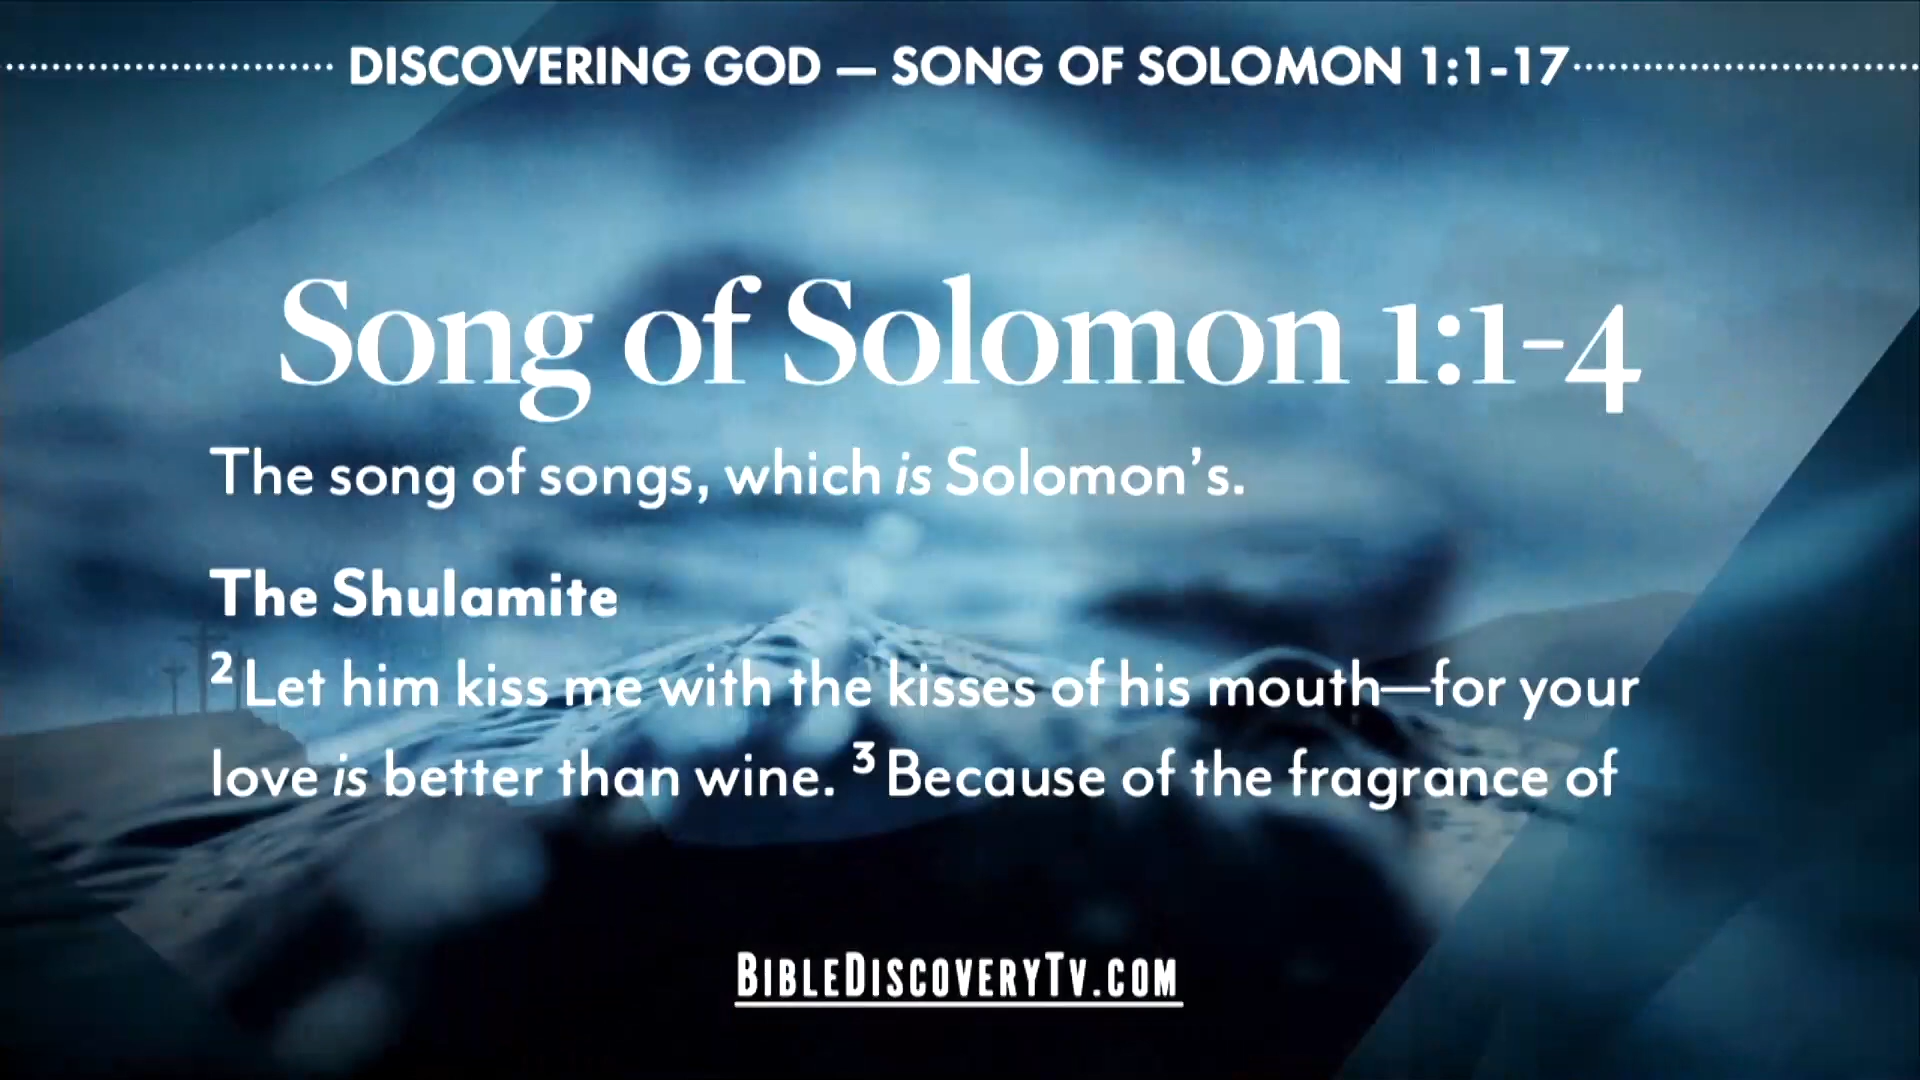 DISCOVERING GOD — SONG OF SOLOMON 1:1-17
Song of Solomon 1:1-4
The song of songs, which is Solomon’s.
The Shulamite
2 Let him kiss me with the kisses of his mouth—for your
love is better than wine. 3 Because of the fragrance of
BIBLEDISCOVERYTV.COM